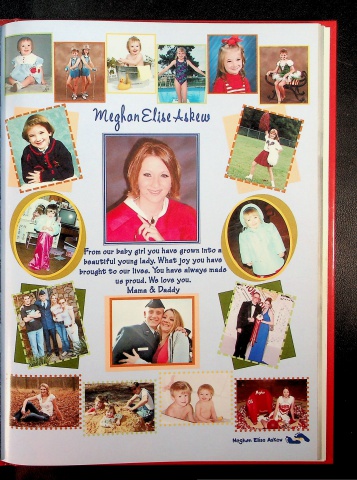 Meghan Elise Askew
From our baby girl you have grown into a
beautiful young lady. What joy you have
brought to our lives. You have always made
us proud. We love you.
Mama & Daddy
Meghan Elise Askew